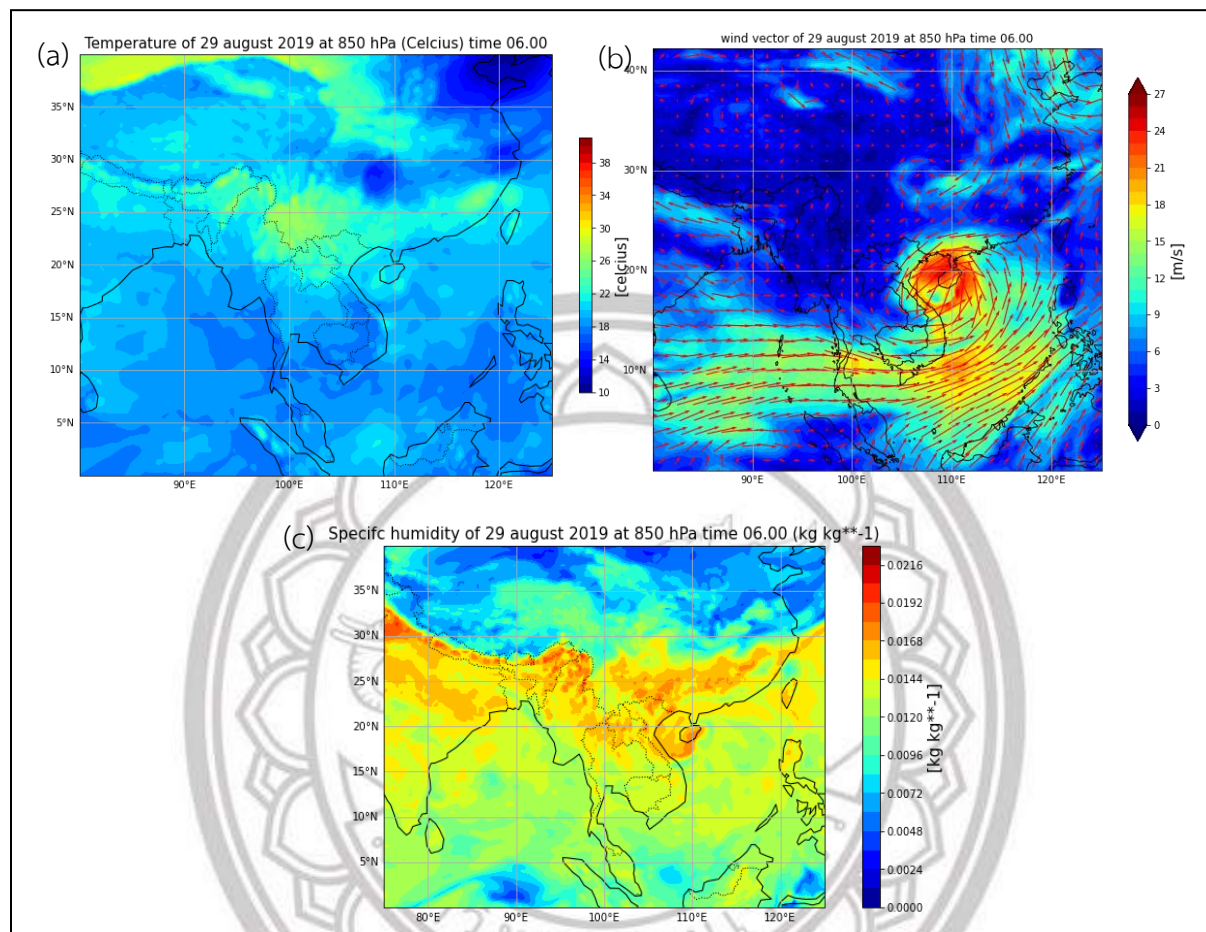 (a)
Temperature of 29 august 2019 at 850 hPa (Celcius) time 06.00
35°N
30°N
25°N
20°N
15°N
10°N
5°N
90°E
100°E
110°E
120°E
38
34
30
26
22
18
14
10
[celcius]
(b)
wind vector of 29 august 2019 at 850 hPa time 06.00
40°N
30°N
20°N
10°N
90°E
100°E
110°E
120°E
27
24
21
18
15
12
9
6
3
0
[m/s]
(c)
Specifc humidity of 29 august 2019 at 850 hPa time 06.00 (kg kg**-1)
35°N
30°N
25°N
20°N
15°N
10°N
5°N
80°E
90°E
100°E
110°E
120°E
0.0216
0.0192
0.0168
0.0144
0.0120
0.0096
0.0072
0.0048
0.0024
0.0000
[kg kg**-1]